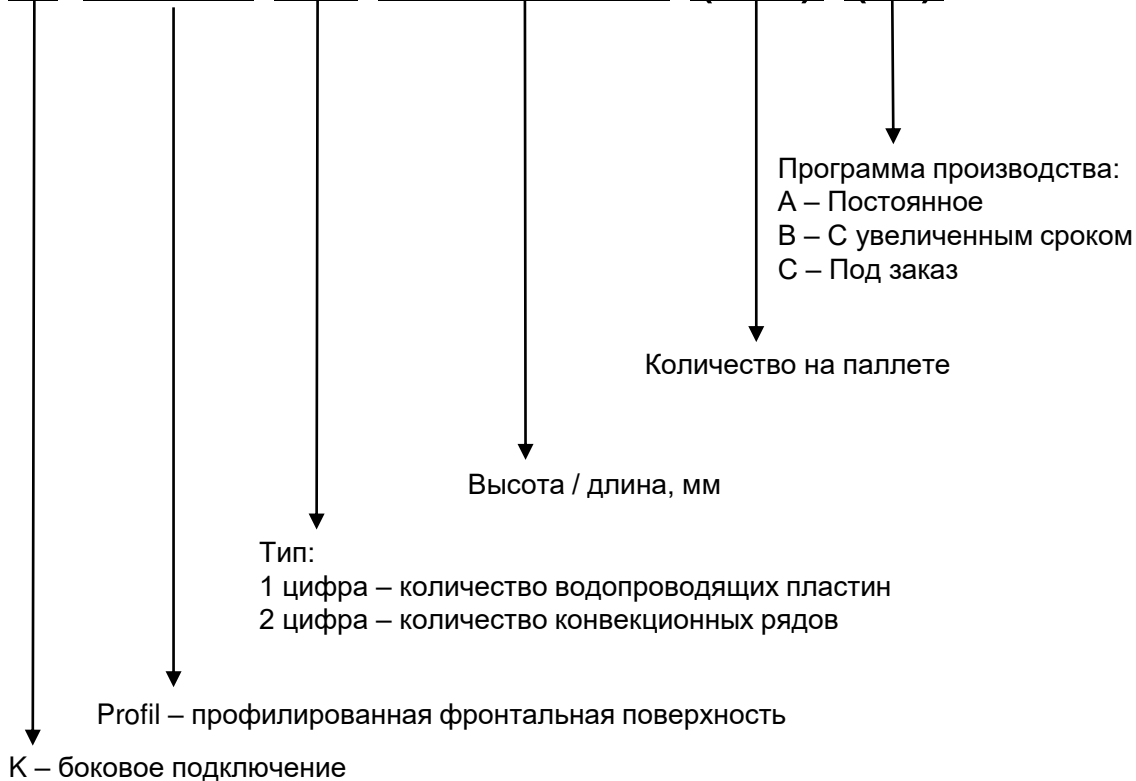 Программа производства:
A – Постоянное
B – С увеличенным сроком
C – Под заказ
Количество на паллете
Высота / длина, мм
Тип:
1 цифра – количество водопроводящих пластин
2 цифра – количество конвекционных рядов
Profil – профилированная фронтальная поверхность
K – боковое подключение